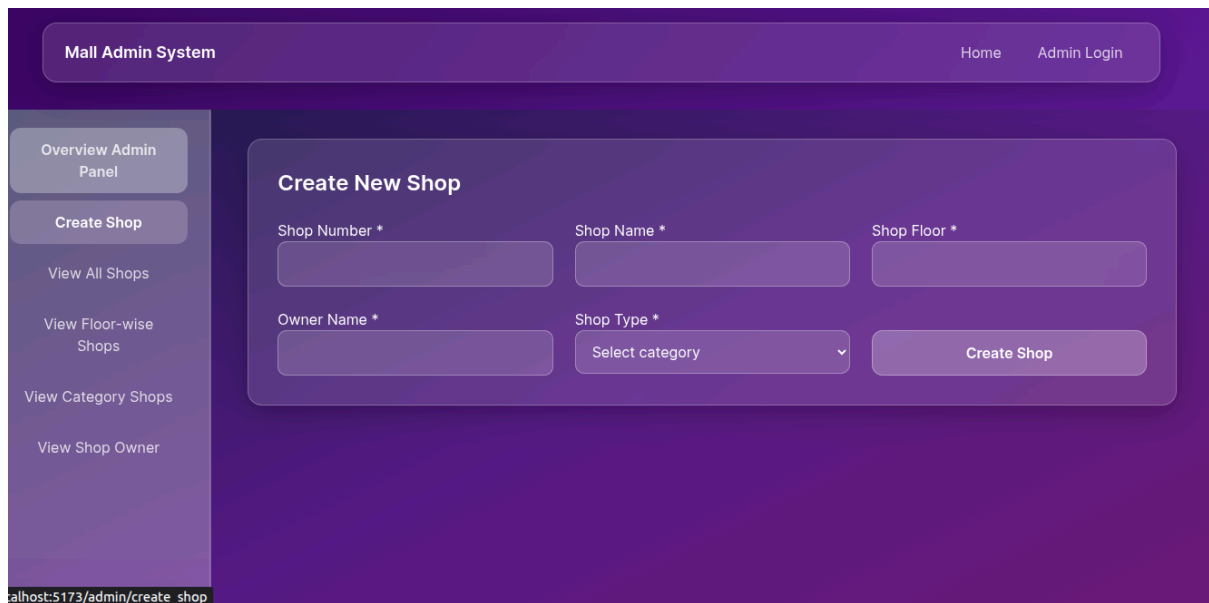 Mall Admin System
Home
Admin Login
Overview Admin
Panel
Create Shop
View All Shops
View Floor-wise
Shops
View Category Shops
View Shop Owner
Create New Shop
Shop Number *
Shop Name *
Shop Floor *
Owner Name *
Shop Type *
Select category
Create Shop
calhost:5173/admin/create_shop